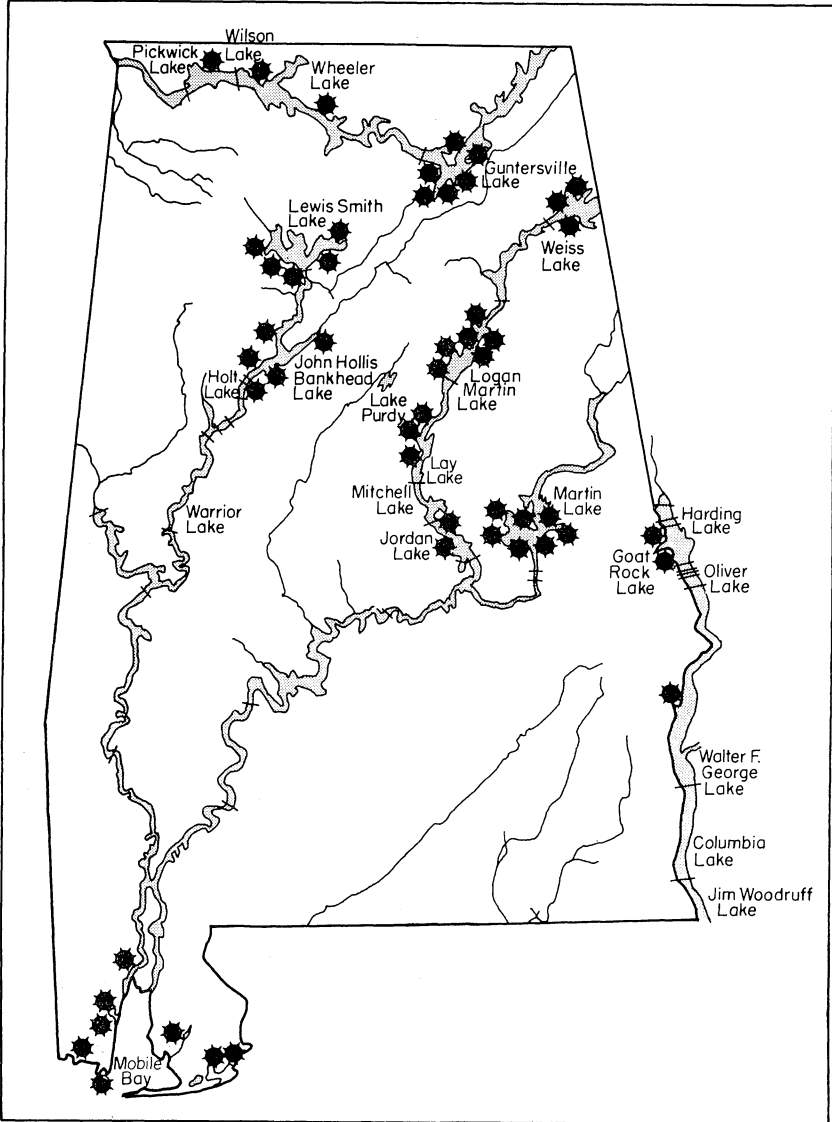 Pickwick
Lake
Wilson
Lake
Wheeler
Lake
Guntersville
Lake
Lewis Smith
Lake
Weiss
Lake
John Hollis
Bankhead
Lake
Holt
Lake
Lake
Purdy
Logan
Martin
Lake
Lay
Lake
Mitchell
Lake
Martin
Lake
Warrior
Lake
Jordan
Lake
Harding
Lake
Goat
Rock
Lake
Oliver
Lake
Walter F.
George
Lake
Columbia
Lake
Jim Woodruff
Lake
Mobile
Bay